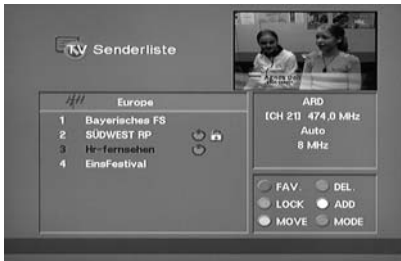 TV Senderliste
Europe
1 Bayerisches FS
2 SÜDWEST RP
3 Hr-fernsehen
4 EinsFestival
ARD
[CH 21] 474,0 MHz
Auto
8 MHz
FAV. DEL.
LOCK ADD
MOVE MODE